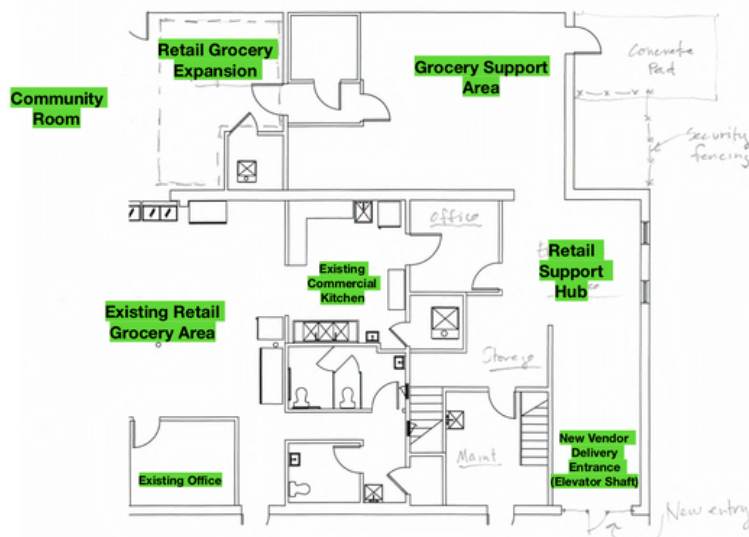 Retail Grocery
Expansion
Grocery Support
Area
Concrete
Pad
Community
Room
Security
fencing
office
Existing
Commercial
Kitchen
Retail
Support
Hub
Existing Retail
Grocery Area
Storage
Existing Office
Maint
New Vendor
Delivery
Entrance
(Elevator Shaft)
New entry